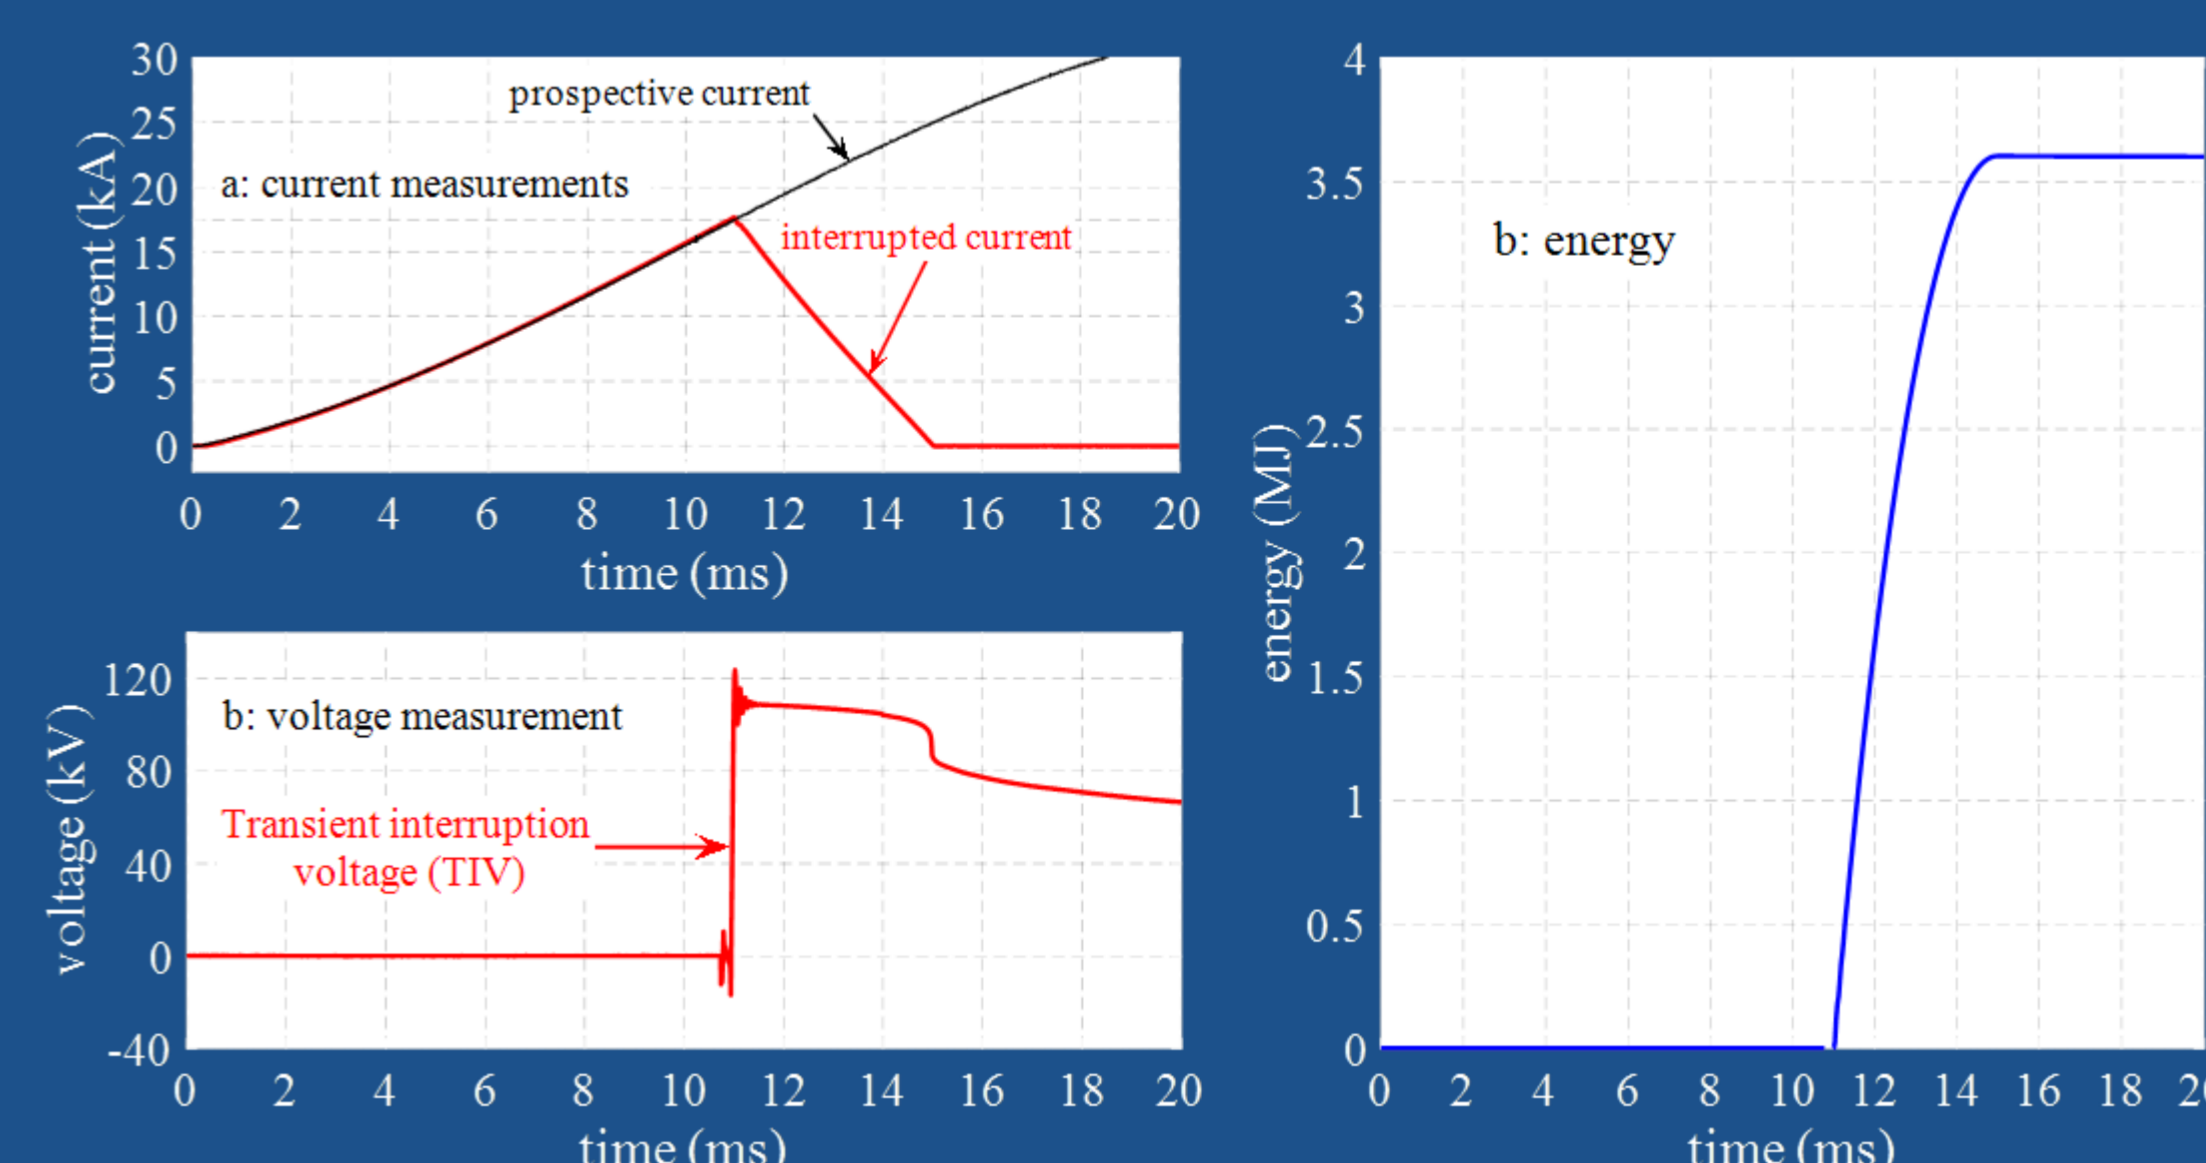 30
25
20
15
10
5
0
current (kA)
prospective current
a: current measurements
interrupted current
0 2 4 6 8 10 12 14 16 18 20
time (ms)
120
80
40
0
-40
voltage (kV)
b: voltage measurement
Transient interruption
voltage (TIV)
0 2 4 6 8 10 12 14 16 18 20
time (ms)
4
3.5
3
2.5
2
1.5
1
0.5
0
energy (MJ)
b: energy
0 2 4 6 8 10 12 14 16 18
time (ms)